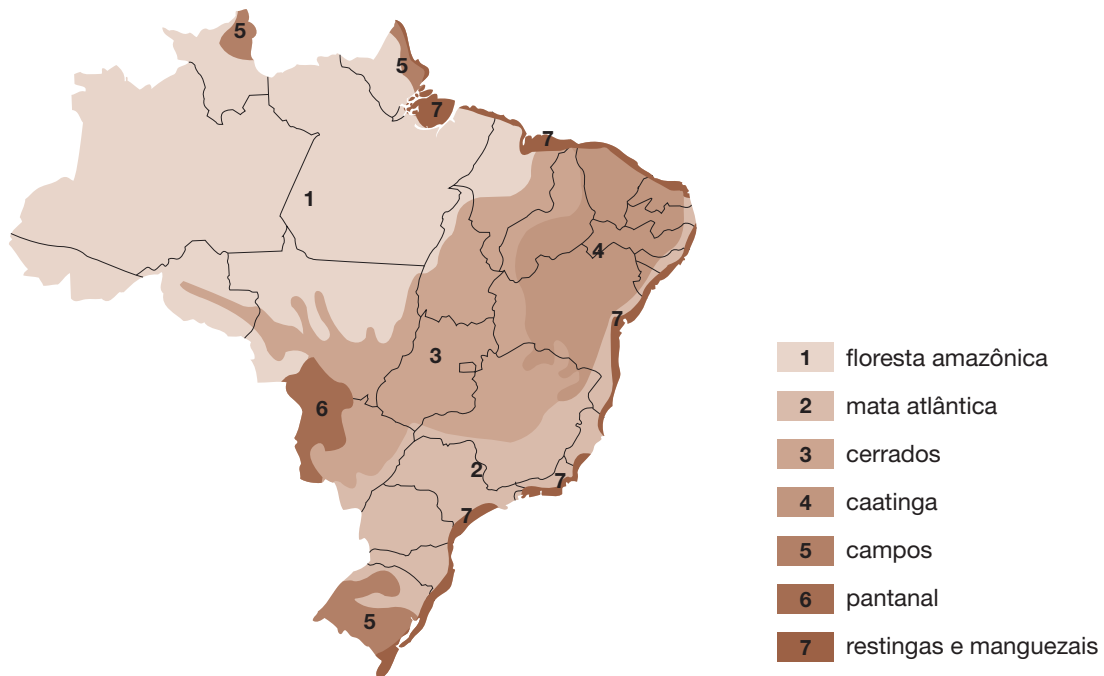 5
5
7
7
1
4
7
3
6
2
7
7
5
1 floresta amazônica
2 mata atlântica
3 cerrados
4 caatinga
5 campos
6 pantanal
7 restingas e manguezais